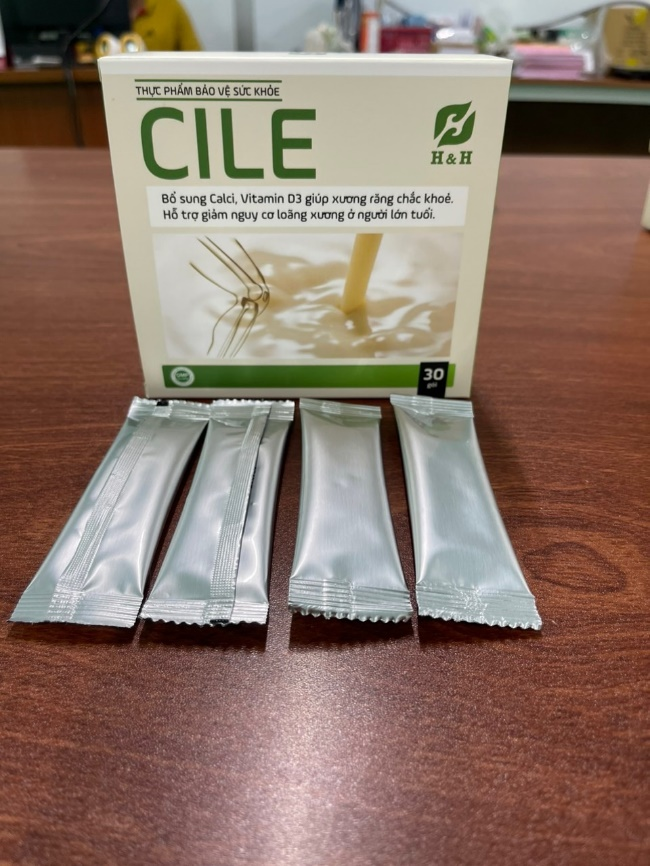 THỰC PHẨM BẢO VỆ SỨC KHỎE
CILE
H & H
Bổ sung Calci, Vitamin D3 giúp xương răng chắc khoẻ.
Hỗ trợ giảm nguy cơ loãng xương ở người lớn tuổi.
30
gói